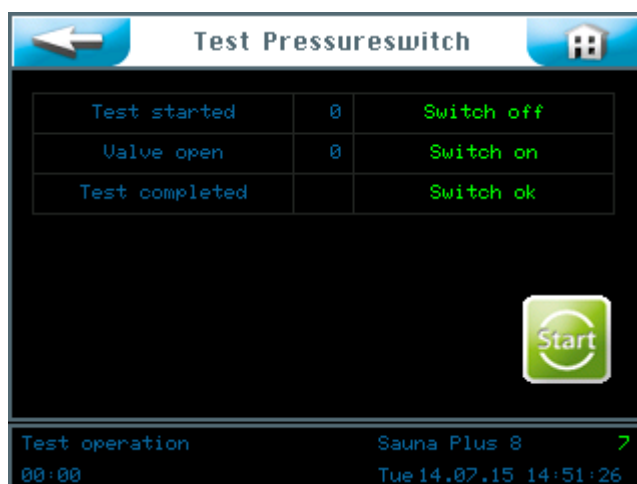 Test Pressureswitch
Test started 0 Switch off
Valve open 0 Switch on
Test completed Switch ok
Start
Test operation Sauna Plus 8 7
00:00 Tue 14.07.15 14:51:26